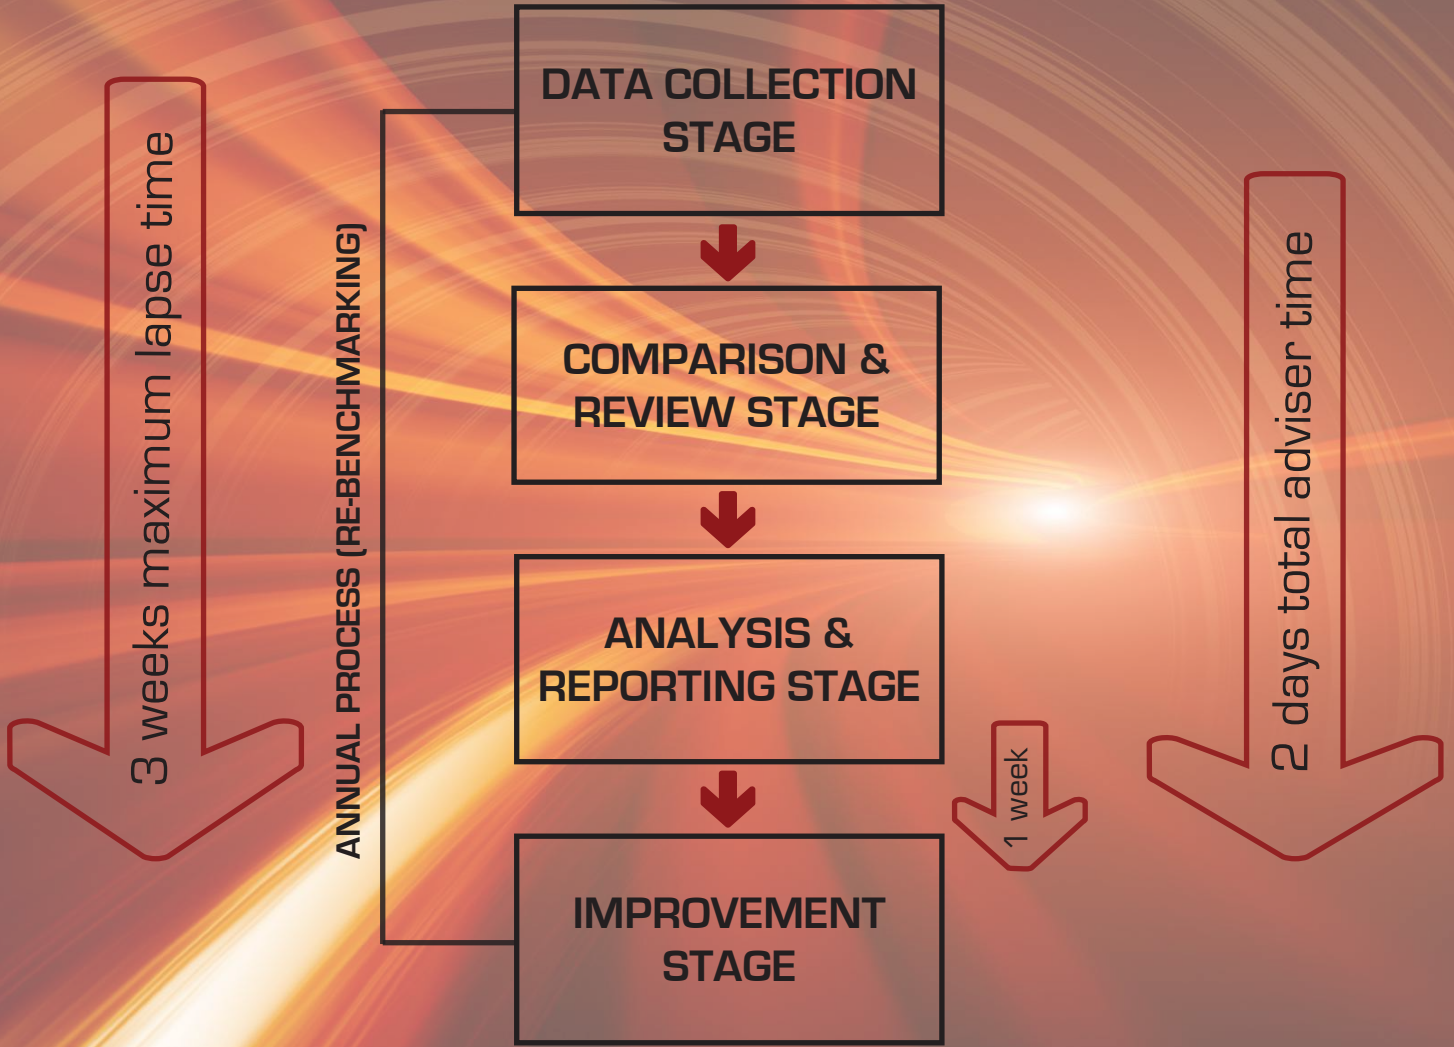 DATA COLLECTION
STAGE
3 weeks maximum lapse time
ANNUAL PROCESS (RE-BENCHMARKING)
COMPARISON &
REVIEW STAGE
2 days total adviser time
ANALYSIS &
REPORTING STAGE
1 week
IMPROVEMENT
STAGE